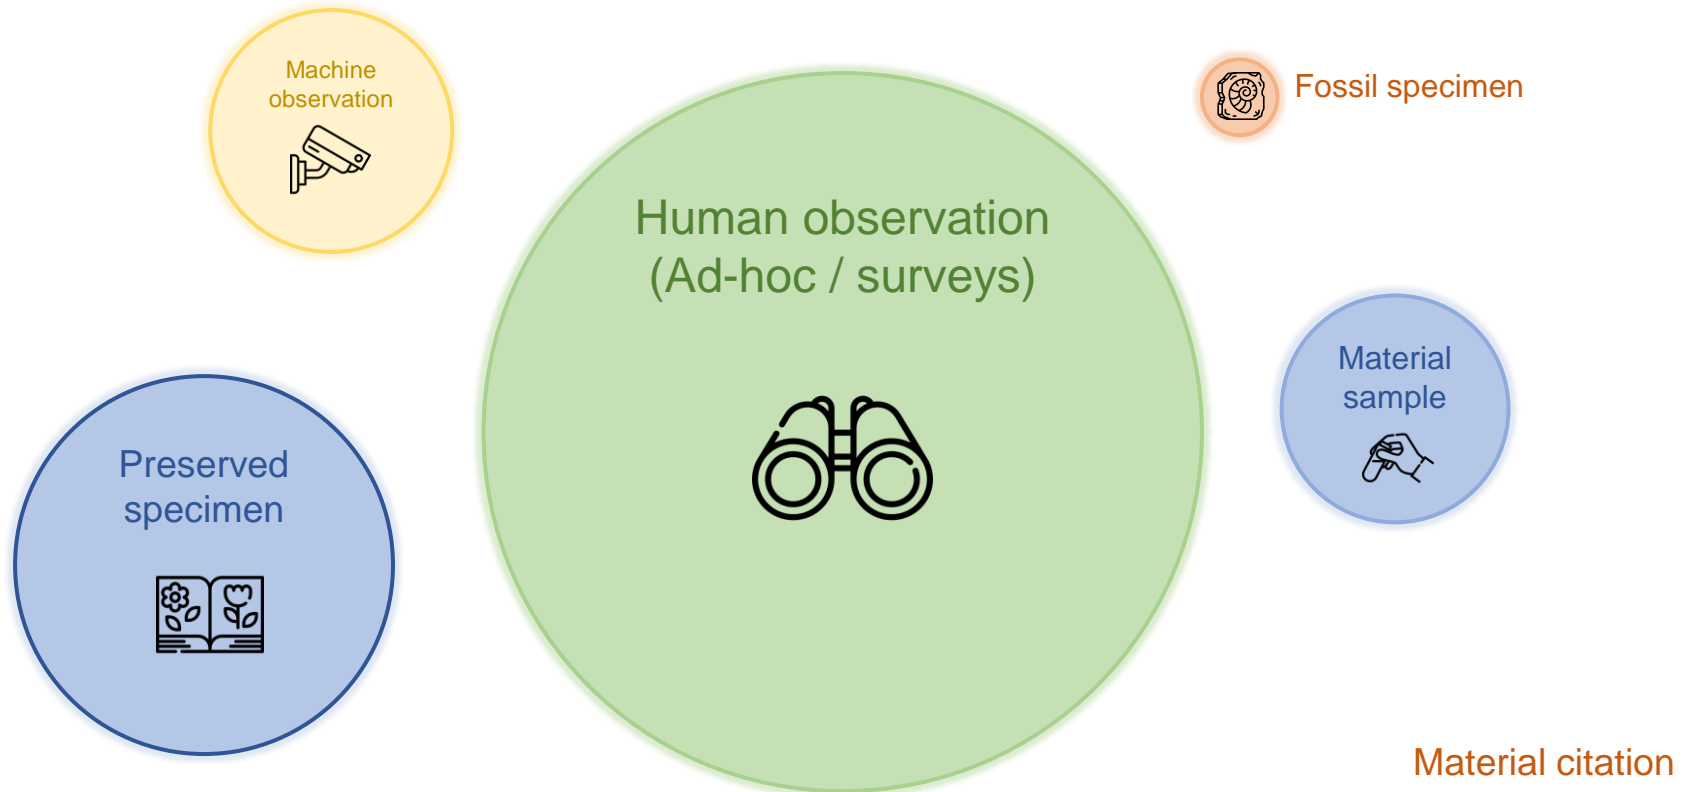 Machine
observation
Fossil specimen
Human observation
(Ad-hoc / surveys)
Material
sample
Preserved
specimen
Material citation